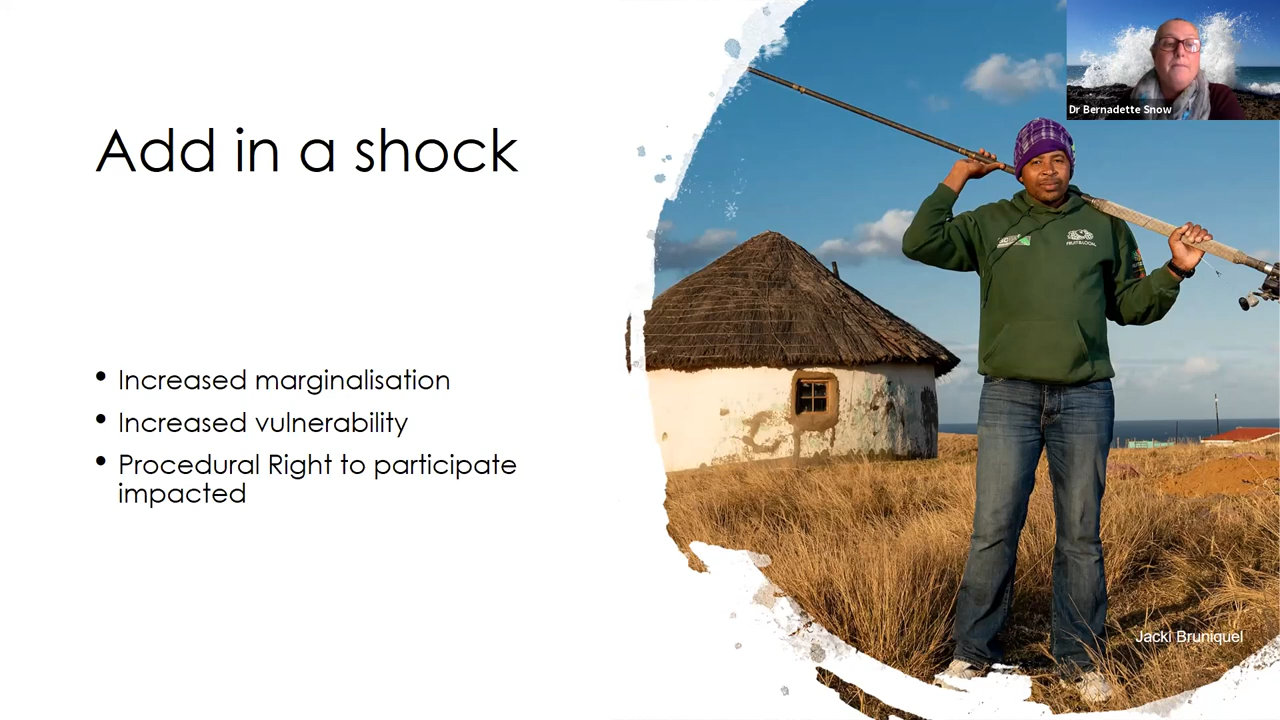 Add in a shock
• Increased marginalisation
• Increased vulnerability
• Procedural Right to participate
impacted
Dr Bernadette Snow
Jacki Bruniquel